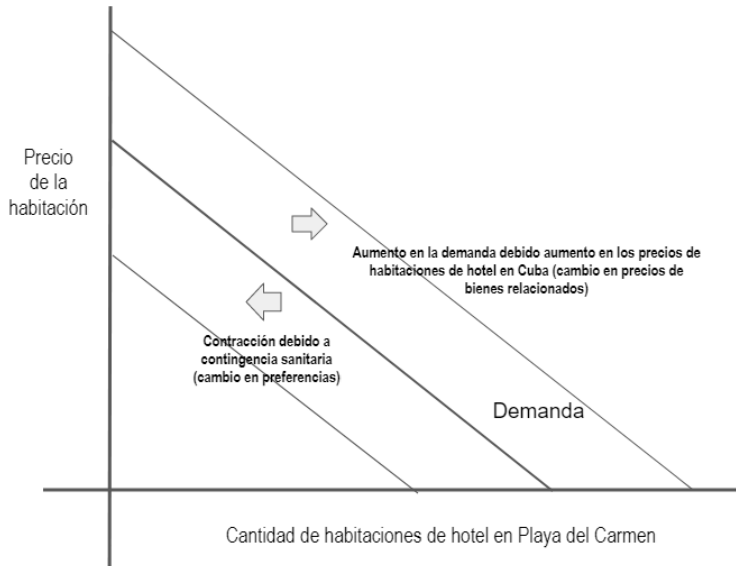 Precio
de la
habitación
Aumento en la demanda debido aumento en los precios de
habitaciones de hotel en Cuba (cambio en precios de
bienes relacionados)
Contracción debido a
contingencia sanitaria
(cambio en preferencias)
Demanda
Cantidad de habitaciones de hotel en Playa del Carmen